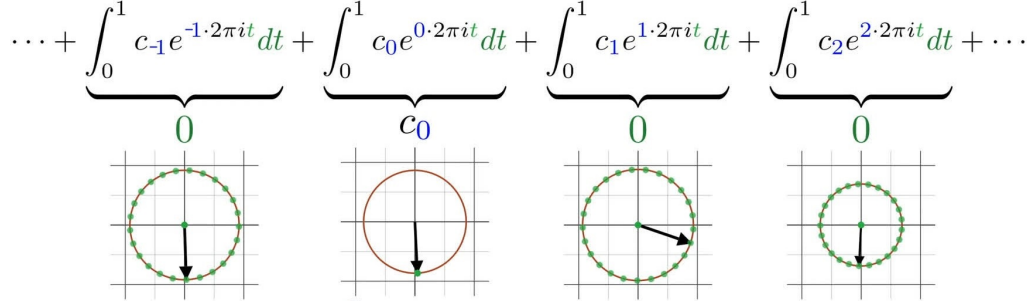 ⋯ + ∫₀¹ c₋₁e^{-1·2πit}dt + ∫₀¹ c₀e^{0·2πit}dt + ∫₀¹ c₁e^{1·2πit}dt + ∫₀¹ c₂e^{2·2πit}dt + ⋯
0 c₀ 0 0